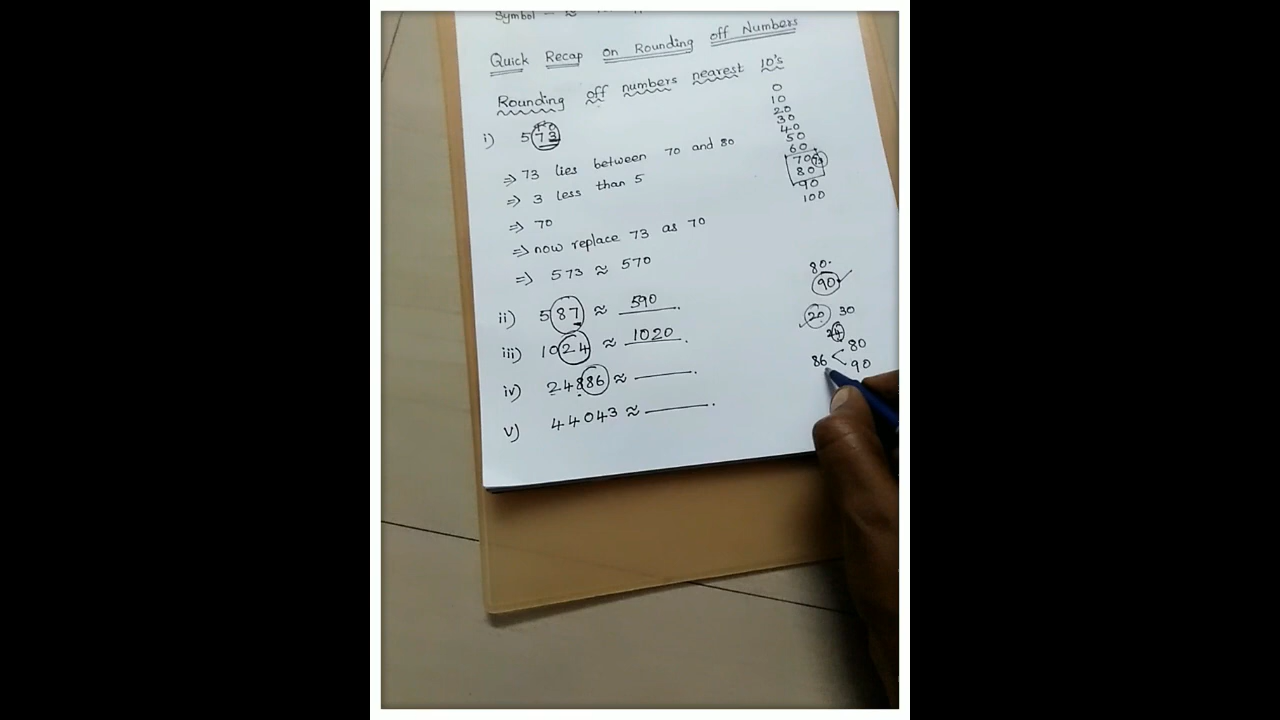 Symbol - ≈
Quick Recap on Rounding off Numbers
Rounding off numbers nearest 10's
i) 573
⇒ 73 lies between 70 and 80
⇒ 3 less than 5
⇒ 70
⇒ now replace 73 as 70
⇒ 573 ≈ 570
ii) 587 ≈ 590.
iii) 1024 ≈ 1020.
iv) 24886 ≈ ______.
v) 44043 ≈ ______.
0
10
20
30
40
50
60
70
80
90
100
80.
90 ✓
20 30
24
86 < 80
90